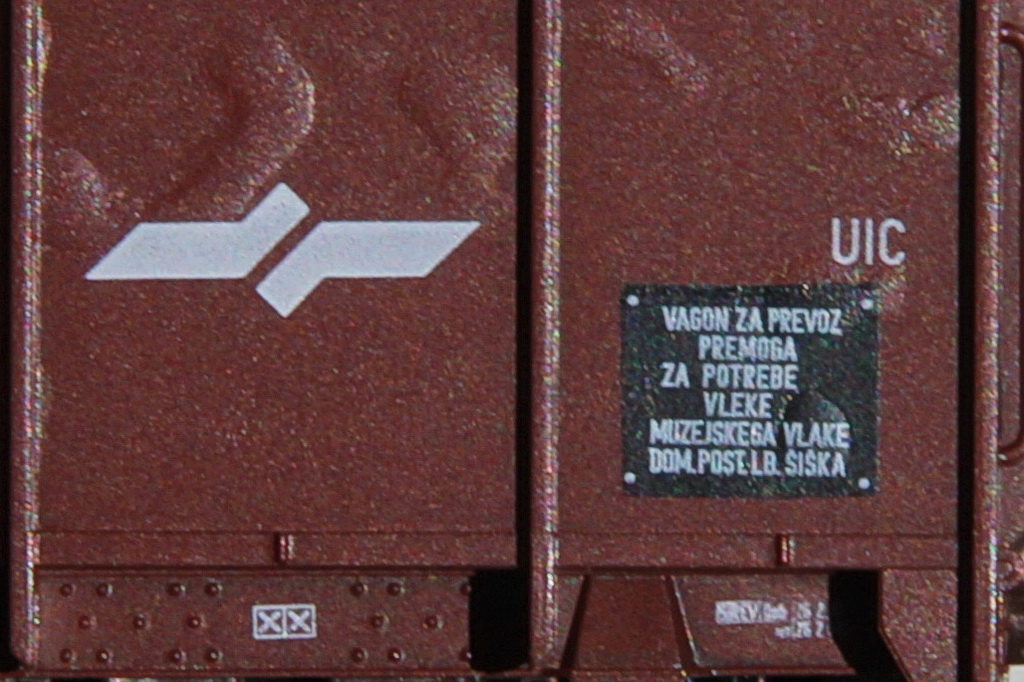 UIC
VAGON ZA PREVOZ
PREMOGA
ZA POTREBE
VLEKE
MUZEJSKEGA VLAKE
DOM.POST.LB. ŠIŠKA